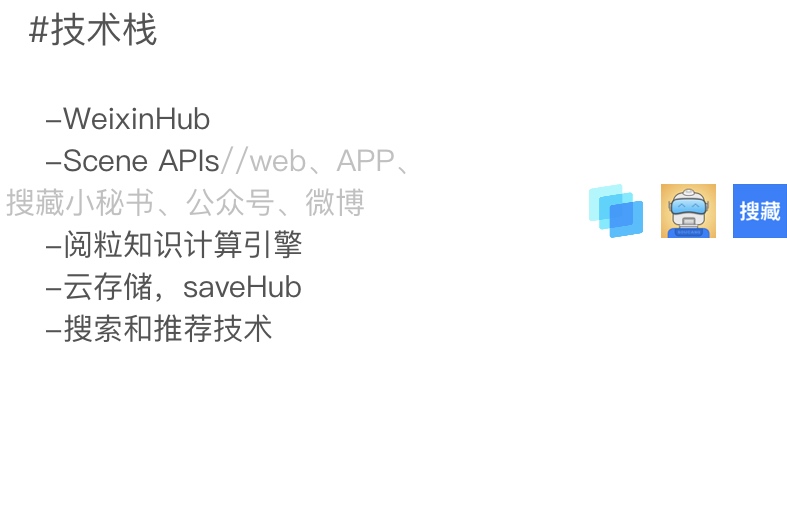 #技术栈
-WeixinHub
-Scene APIs//web、APP、
搜藏小秘书、公众号、微博
搜藏
-阅粒知识计算引擎
-云存储，saveHub
-搜索和推荐技术